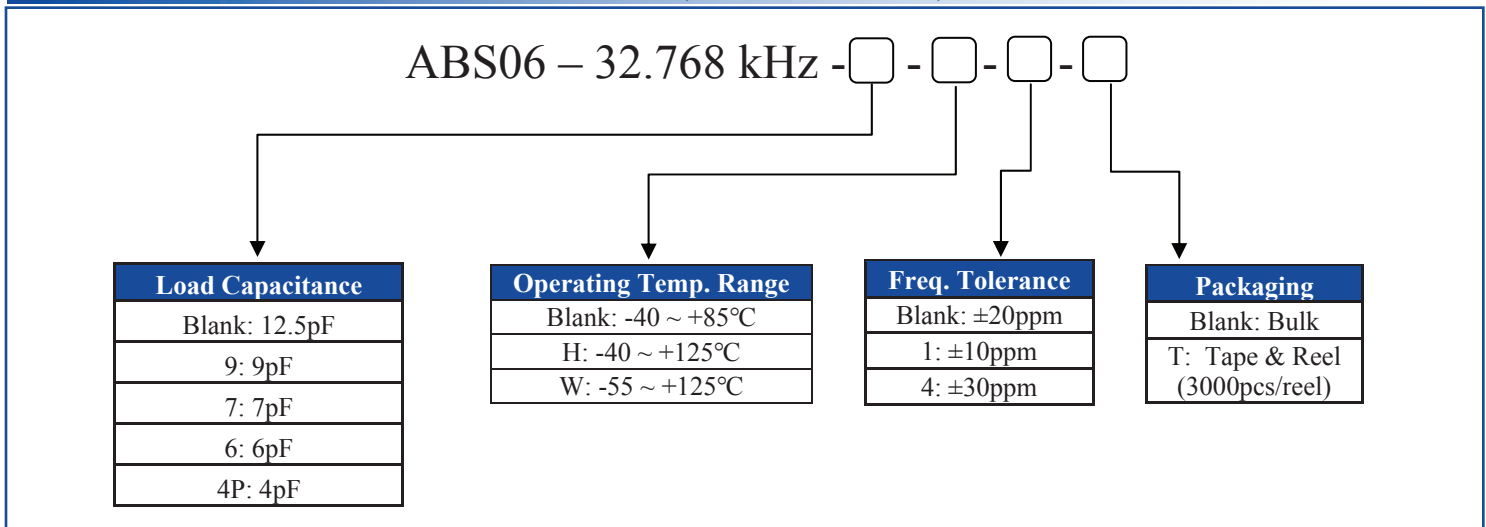 ABS06 – 32.768 kHz - - - -
Load Capacitance
Blank: 12.5pF
9: 9pF
7: 7pF
6: 6pF
4P: 4pF
Operating Temp. Range
Blank: -40 ~ +85℃
H: -40 ~ +125℃
W: -55 ~ +125℃
Freq. Tolerance
Blank: ±20ppm
1: ±10ppm
4: ±30ppm
Packaging
Blank: Bulk
T: Tape & Reel
(3000pcs/reel)